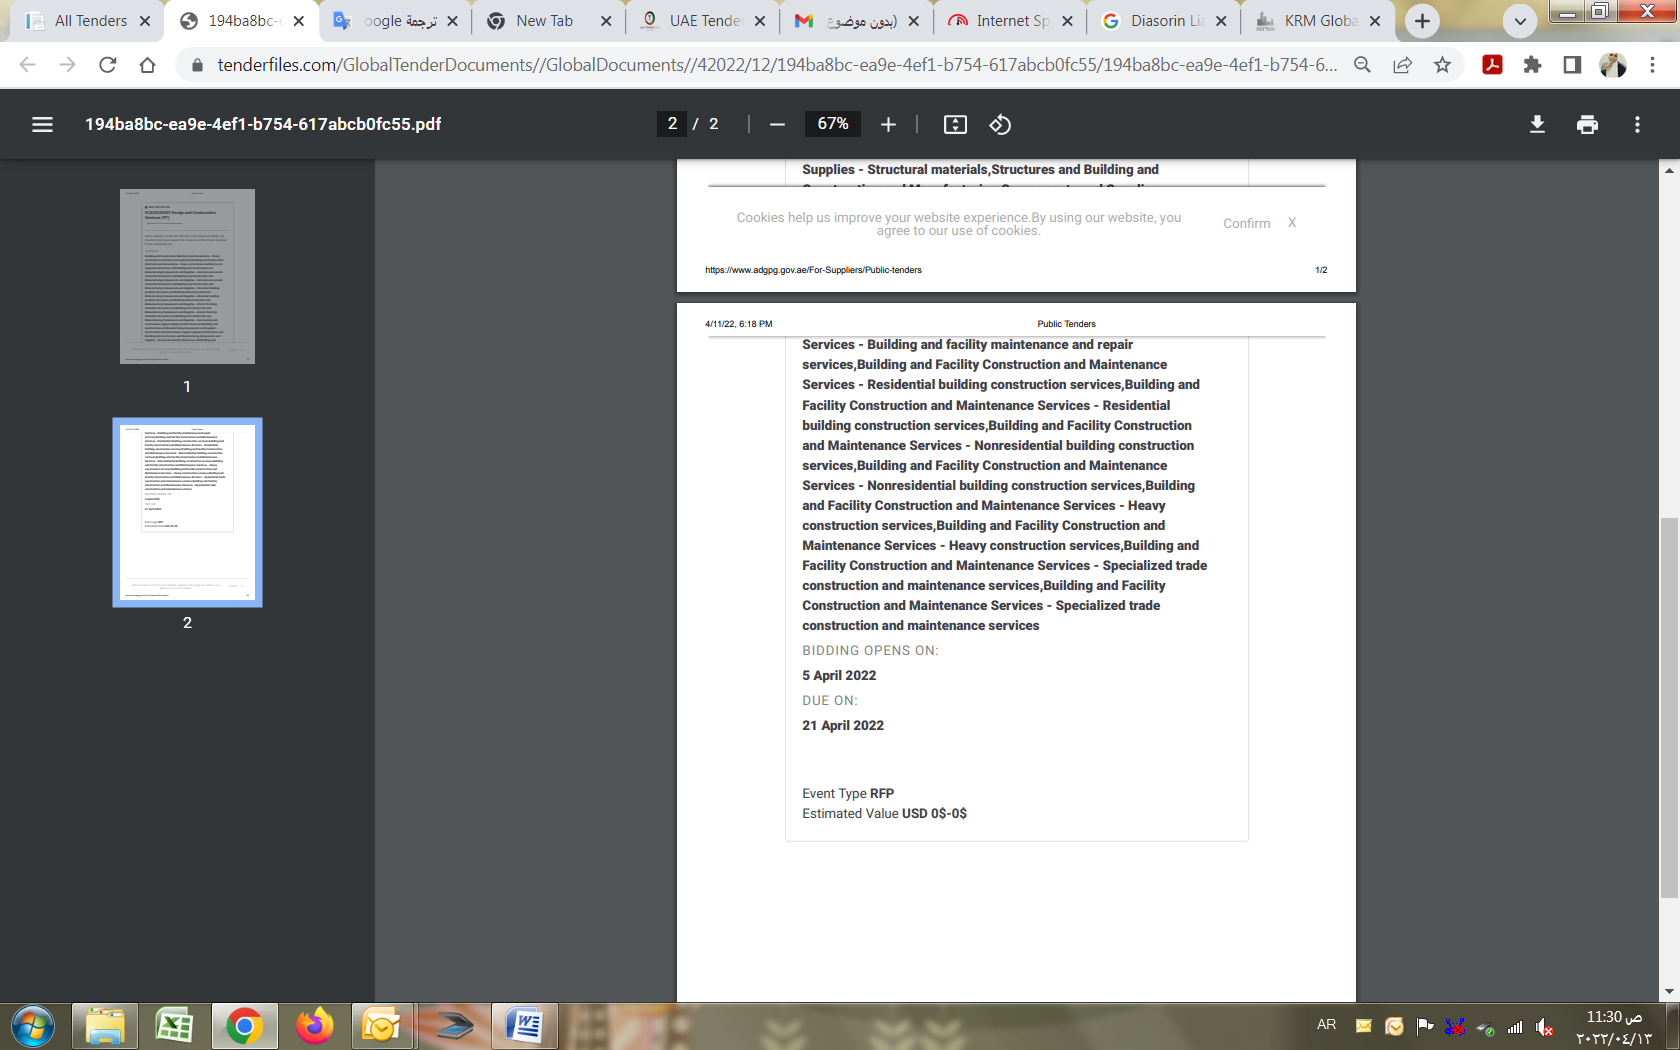 All Tenders
194ba8bc-
ترجمة oogle
New Tab
UAE Tende
(بدون موضوع
Internet Sp
Diasorin Lia
KRM Globa
tenderfiles.com/GlobalTenderDocuments//GlobalDocuments//42022/12/194ba8bc-ea9e-4ef1-b754-617abcb0fc55/194ba8bc-ea9e-4ef1-b754-6...
194ba8bc-ea9e-4ef1-b754-617abcb0fc55.pdf
2 / 2
67%
1
2
Supplies - Structural materials,Structures and Building and
Cookies help us improve your website experience.By using our website, you
agree to our use of cookies.
Confirm X
https://www.adgpg.gov.ae/For-Suppliers/Public-tenders
1/2
4/11/22, 6:18 PM
Public Tenders
Services - Building and facility maintenance and repair
services,Building and Facility Construction and Maintenance
Services - Residential building construction services,Building and
Facility Construction and Maintenance Services - Residential
building construction services,Building and Facility Construction
and Maintenance Services - Nonresidential building construction
services,Building and Facility Construction and Maintenance
Services - Nonresidential building construction services,Building
and Facility Construction and Maintenance Services - Heavy
construction services,Building and Facility Construction and
Maintenance Services - Heavy construction services,Building and
Facility Construction and Maintenance Services - Specialized trade
construction and maintenance services,Building and Facility
Construction and Maintenance Services - Specialized trade
construction and maintenance services
BIDDING OPENS ON:
5 April 2022
DUE ON:
21 April 2022
Event Type RFP
Estimated Value USD 0$-0$
AR
11:30 ص
٢٠٢٢/٠٤/١٣